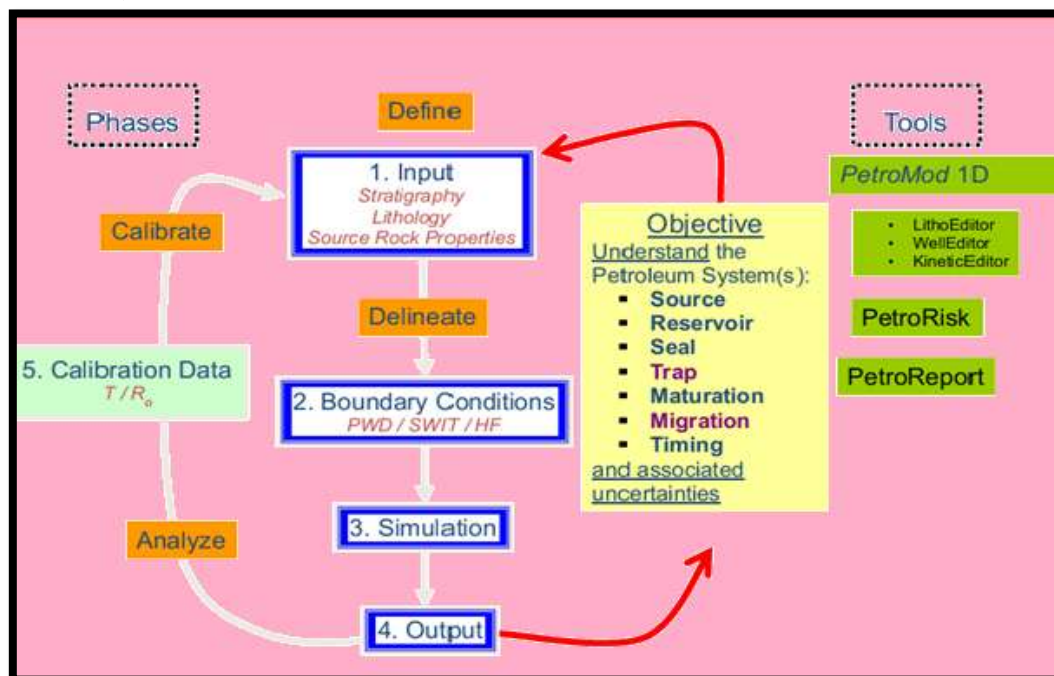 Phases
Define
Tools
1. Input
Stratigraphy
Lithology
Source Rock Properties
PetroMod 1D
• LithoEditor
• WellEditor
• KineticEditor
Calibrate
Objective
Understand the
Petroleum System(s):
▪ Source
▪ Reservoir
▪ Seal
▪ Trap
▪ Maturation
▪ Migration
▪ Timing
and associated
uncertainties
Delineate
PetroRisk
PetroReport
5. Calibration Data
T / Ro
2. Boundary Conditions
PWD / SWIT / HF
3. Simulation
Analyze
4. Output